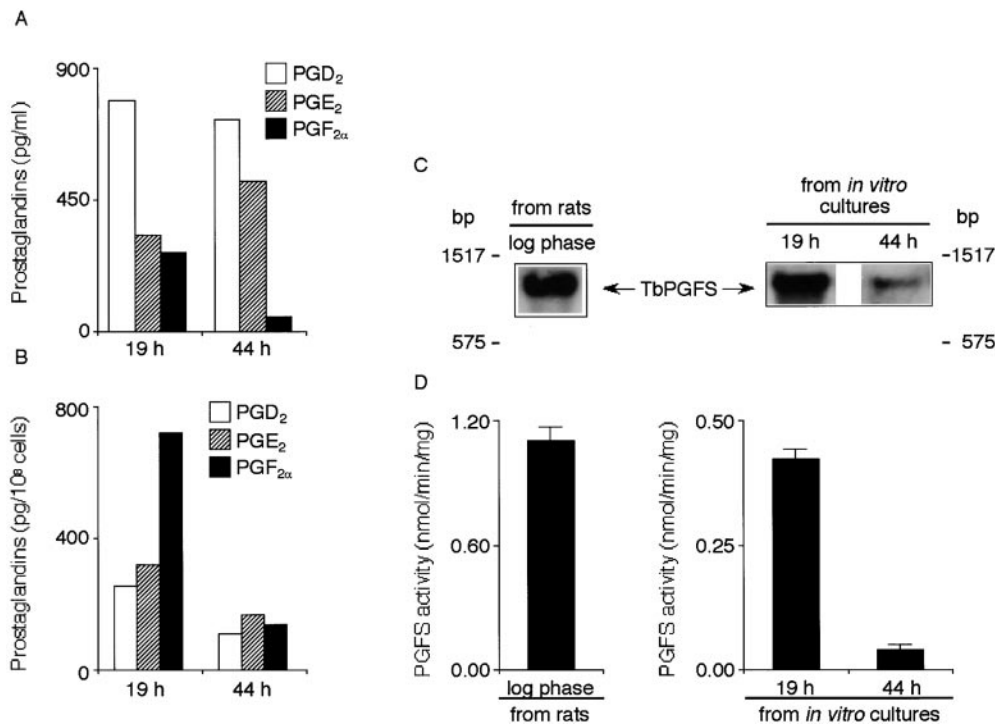 A
900
450
0
Prostaglandins (pg/ml)
PGD₂
PGE₂
PGF₂α
19 h
44 h
B
800
400
0
Prostaglandins (pg/10⁸ cells)
PGD₂
PGE₂
PGF₂α
19 h
44 h
C
bp
from rats
log phase
1517 -
575 -
TbPGFS
from in vitro
cultures
19 h
44 h
bp
-1517
- 575
D
1.20
0.60
0.00
PGFS activity (nmol/min/mg)
log phase
from rats
0.50
0.25
0.00
PGFS activity (nmol/min/mg)
19 h
44 h
from in vitro cultures